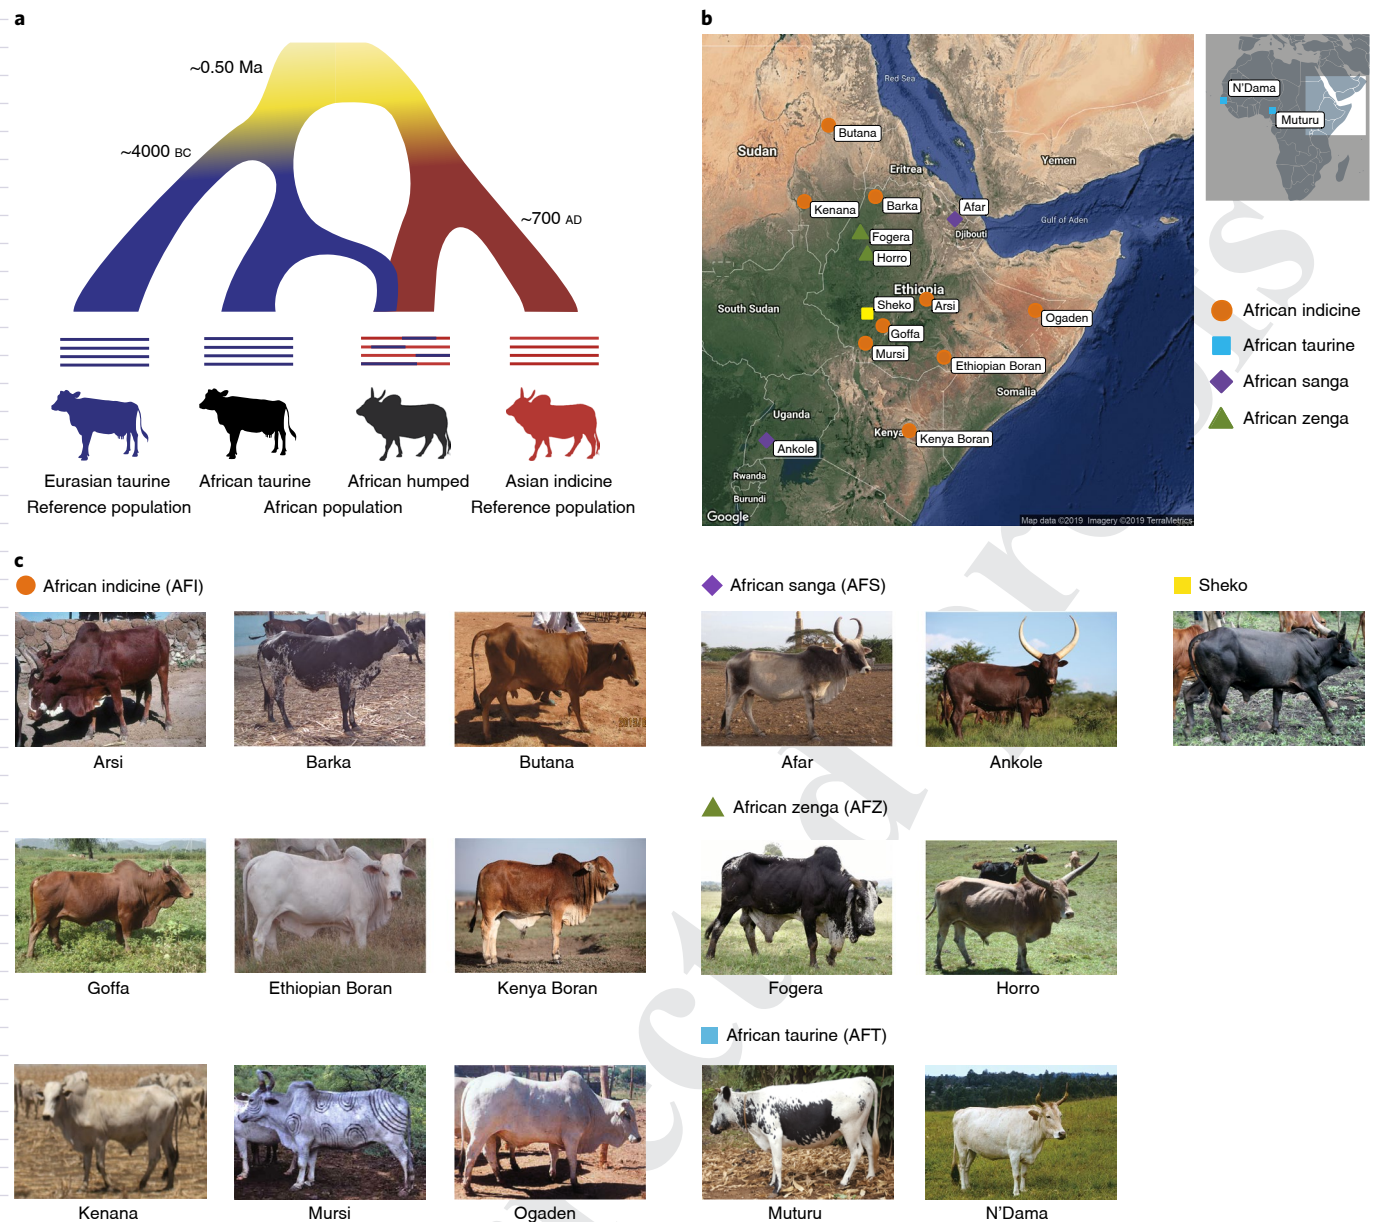 a
~0.50 Ma
~4000 BC
~700 AD
Eurasian taurine
African taurine
African humped
Asian indicine
Reference population
African population
Reference population
b
Red Sea
Butana
Sudan
Yemen
Eritrea
Kenana
Barka
Afar
Gulf of Aden
Fogera
Djibouti
Horro
Ethiopia
Sheko
Arsi
South Sudan
Ogaden
Goffa
Mursi
Ethiopian Boran
Somalia
Uganda
Kenya
Kenya Boran
Ankole
Rwanda
Burundi
Google
Map data ©2019 Imagery ©2019 TerraMetrics
N'Dama
Muturu
African indicine
African taurine
African sanga
African zenga
c
African indicine (AFI)
African sanga (AFS)
Sheko
Arsi
Barka
Butana
Afar
Ankole
African zenga (AFZ)
Goffa
Ethiopian Boran
Kenya Boran
Fogera
Horro
African taurine (AFT)
Kenana
Mursi
Ogaden
Muturu
N'Dama